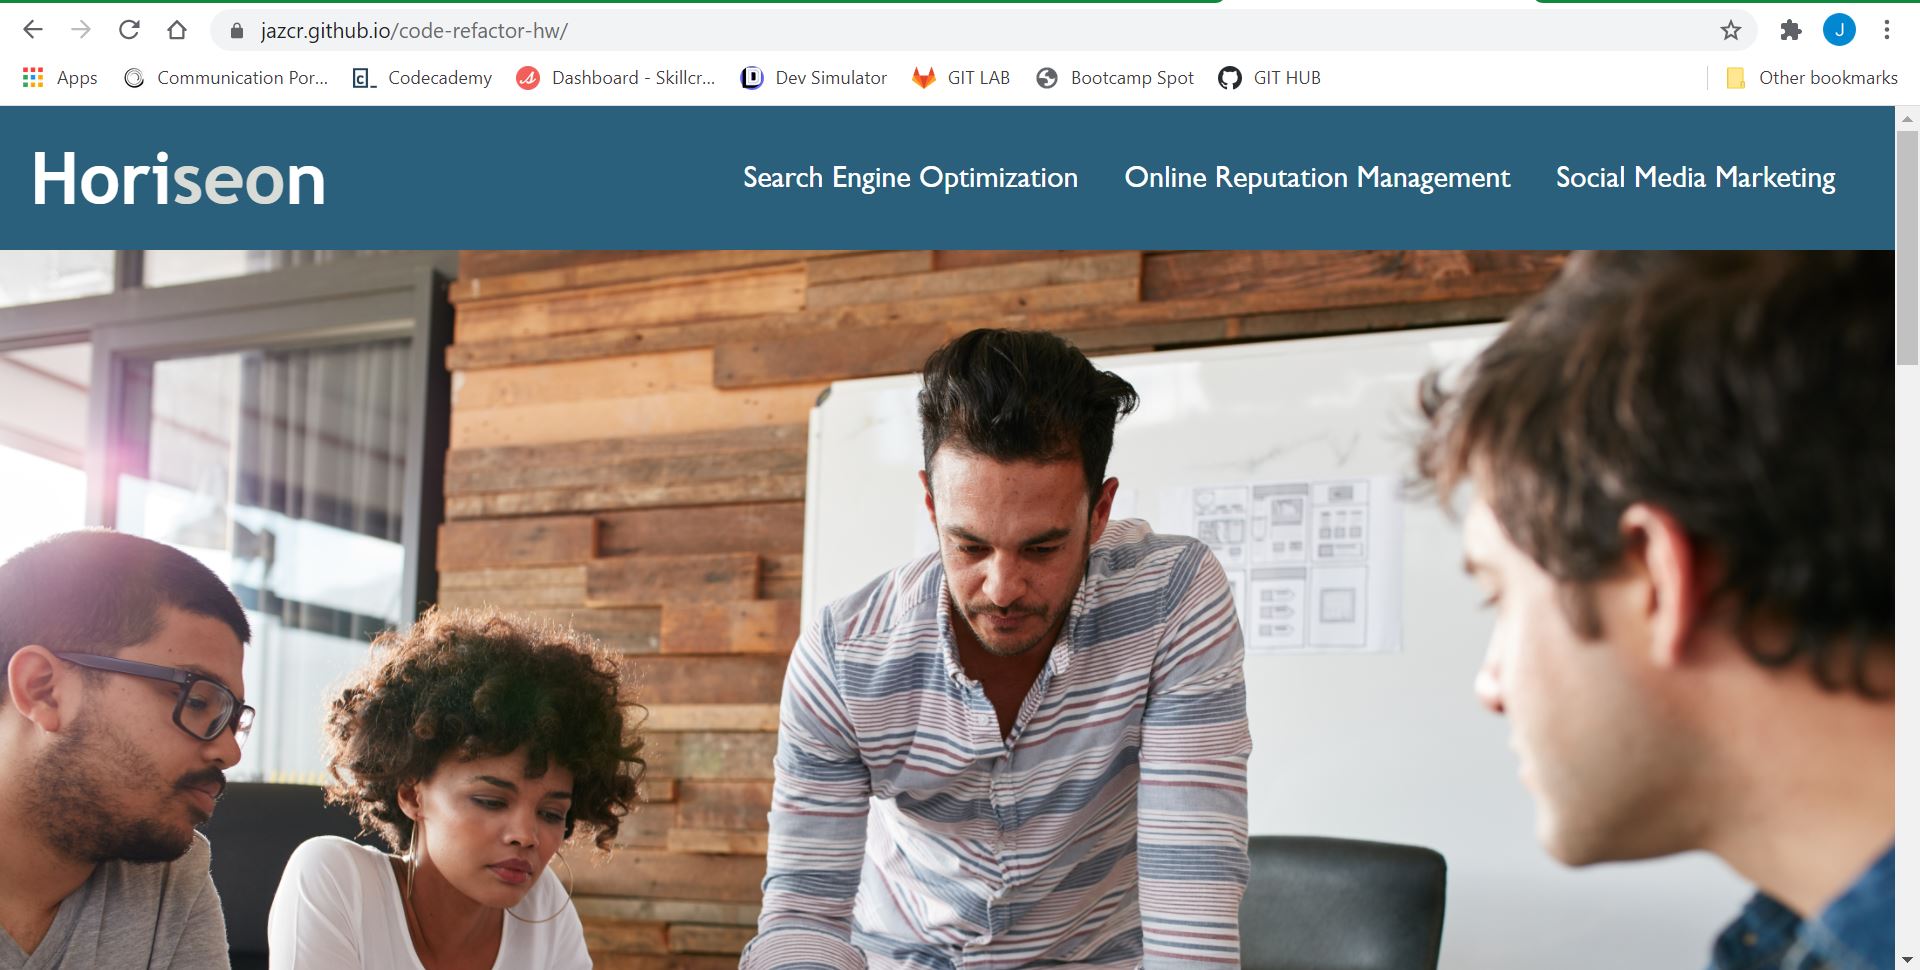 jazcr.github.io/code-refactor-hw/
J
Apps Communication Por... Codecademy Dashboard - Skillcr... Dev Simulator GIT LAB Bootcamp Spot GIT HUB Other bookmarks
Horiseon Search Engine Optimization Online Reputation Management Social Media Marketing